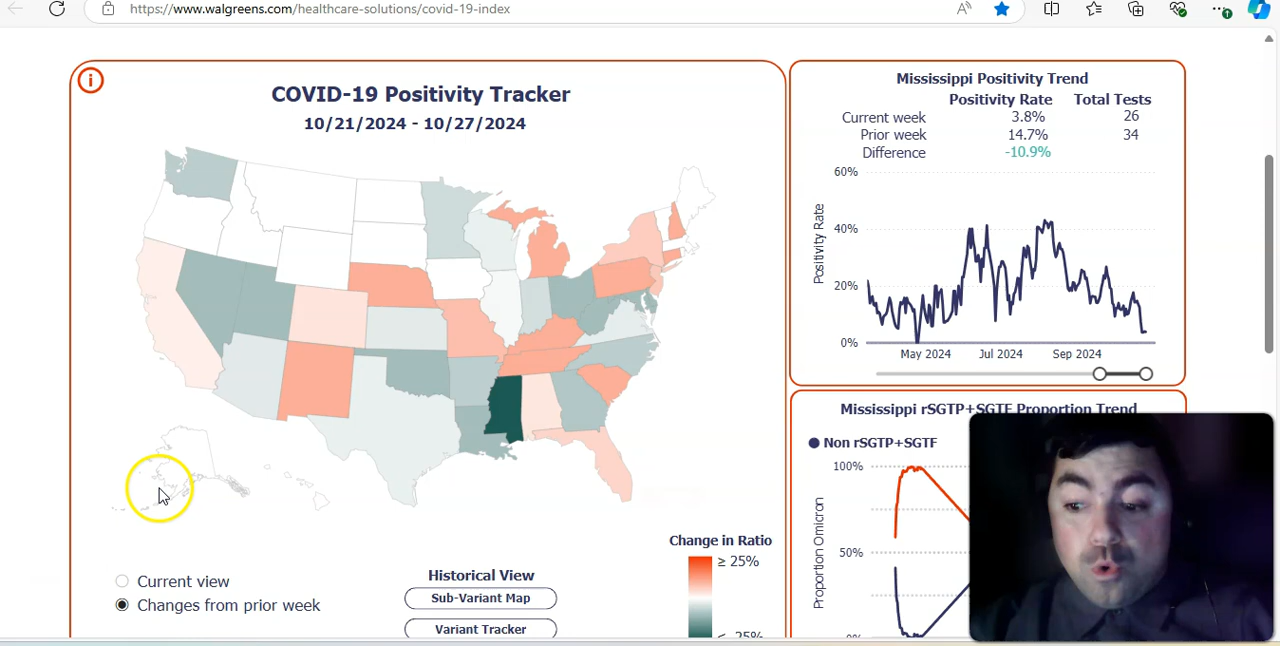 https://www.walgreens.com/healthcare-solutions/covid-19-index
COVID-19 Positivity Tracker
10/21/2024 - 10/27/2024
Current view
Changes from prior week
Historical View
Sub-Variant Map
Variant Tracker
Change in Ratio
≥ 25%
Mississippi Positivity Trend
Positivity Rate Total Tests
Current week 3.8% 26
Prior week 14.7% 34
Difference -10.9%
Positivity Rate
60%
40%
20%
0%
May 2024 Jul 2024 Sep 2024
Mississippi rSGTP+SGTF Proportion Trend
Non rSGTP+SGTF
Proportion Omicron
100%
50%